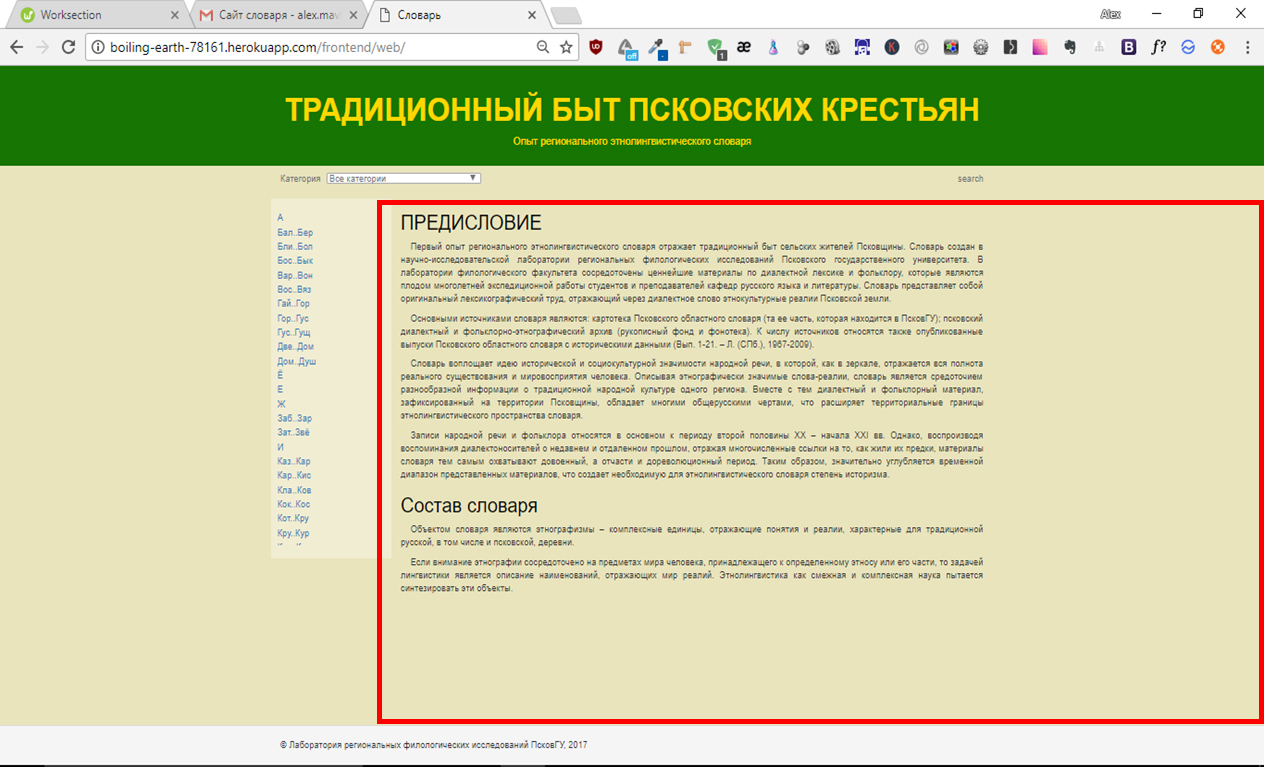 Worksection
Сайт словаря - alex.mav
Словарь
Alex
boiling-earth-78161.herokuapp.com/frontend/web/
ТРАДИЦИОННЫЙ БЫТ ПСКОВСКИХ КРЕСТЬЯН
Опыт регионального этнолингвистического словаря
Категория Все категории
search
А
Бал..Бер
Бли..Бол
Бос..Бык
Вар..Вон
Вос..Вяз
Гай..Гор
Гор..Гус
Гус..Гущ
Две..Дом
Дом..Душ
Ё
Е
Ж
Заб..Зар
Зат..Звё
И
Каз..Кар
Кар..Кис
Кла..Ков
Кок..Кос
Кот..Кру
Кру..Кур
ПРЕДИСЛОВИЕ
Первый опыт регионального этнолингвистического словаря отражает традиционный быт сельских жителей Псковщины. Словарь создан в
научно-исследовательской лаборатории региональных филологических исследований Псковского государственного университета. В
лаборатории филологического факультета сосредоточены ценнейшие материалы по диалектной лексике и фольклору, которые являются
плодом многолетней экспедиционной работы студентов и преподавателей кафедр русского языка и литературы. Словарь представляет собой
оригинальный лексикографический труд, отражающий через диалектное слово этнокультурные реалии Псковской земли.
Основными источниками словаря являются: картотека Псковского областного словаря (та ее часть, которая находится в ПсковГУ); псковский
диалектный и фольклорно-этнографический архив (рукописный фонд и фонотека). К числу источников относятся также опубликованные
выпуски Псковского областного словаря с историческими данными (Вып. 1-21. – Л. (СПб.), 1967-2009).
Словарь воплощает идею исторической и социокультурной значимости народной речи, в которой, как в зеркале, отражается вся полнота
реального существования и мировосприятия человека. Описывая этнографически значимые слова-реалии, словарь является средоточием
разнообразной информации о традиционной народной культуре одного региона. Вместе с тем диалектный и фольклорный материал,
зафиксированный на территории Псковщины, обладает многими общерусскими чертами, что расширяет территориальные границы
этнолингвистического пространства словаря.
Записи народной речи и фольклора относятся в основном к периоду второй половины XX – начала XXI вв. Однако, воспроизводя
воспоминания диалектоносителей о недавнем и отдаленном прошлом, отражая многочисленные ссылки на то, как жили их предки, материалы
словаря тем самым охватывают довоенный, а отчасти и дореволюционный период. Таким образом, значительно углубляется временной
диапазон представленных материалов, что создает необходимую для этнолингвистического словаря степень историзма.
Состав словаря
Объектом словаря являются этнографизмы – комплексные единицы, отражающие понятия и реалии, характерные для традиционной
русской, в том числе и псковской, деревни.
Если внимание этнографии сосредоточено на предметах мира человека, принадлежащего к определенному этносу или его части, то задачей
лингвистики является описание наименований, отражающих мир реалий. Этнолингвистика как смежная и комплексная наука пытается
синтезировать эти объекты.
© Лаборатория региональных филологических исследований ПсковГУ, 2017